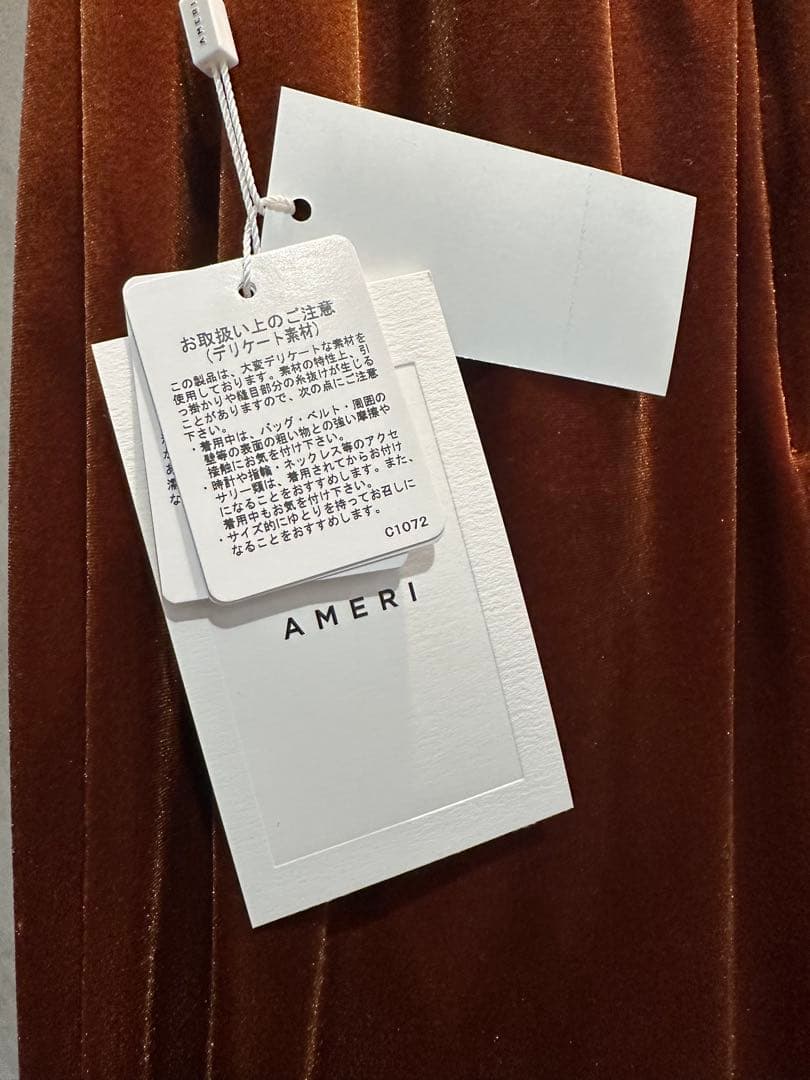 AMERI
お取扱い上のご注意
(デリケート素材)
この製品は、大変デリケートな素材を
使用しております。素材の特性上、引
っ掛かりや縫目部分の糸抜けが生じる
ことがありますので、次の点にご注意
下さい。
・着用中は、バッグ・ベルト・周囲の
壁等の表面の粗い物との強い摩擦や
接触にお気を付け下さい。
・時計や指輪・ネックレス等のアクセ
サリー類は、着用されてからお付け
になることをおすすめします。また、
着用中もお気を付け下さい。
・サイズ的にゆとりを持ってお召しに
なることをおすすめします。
C1072
AMERI